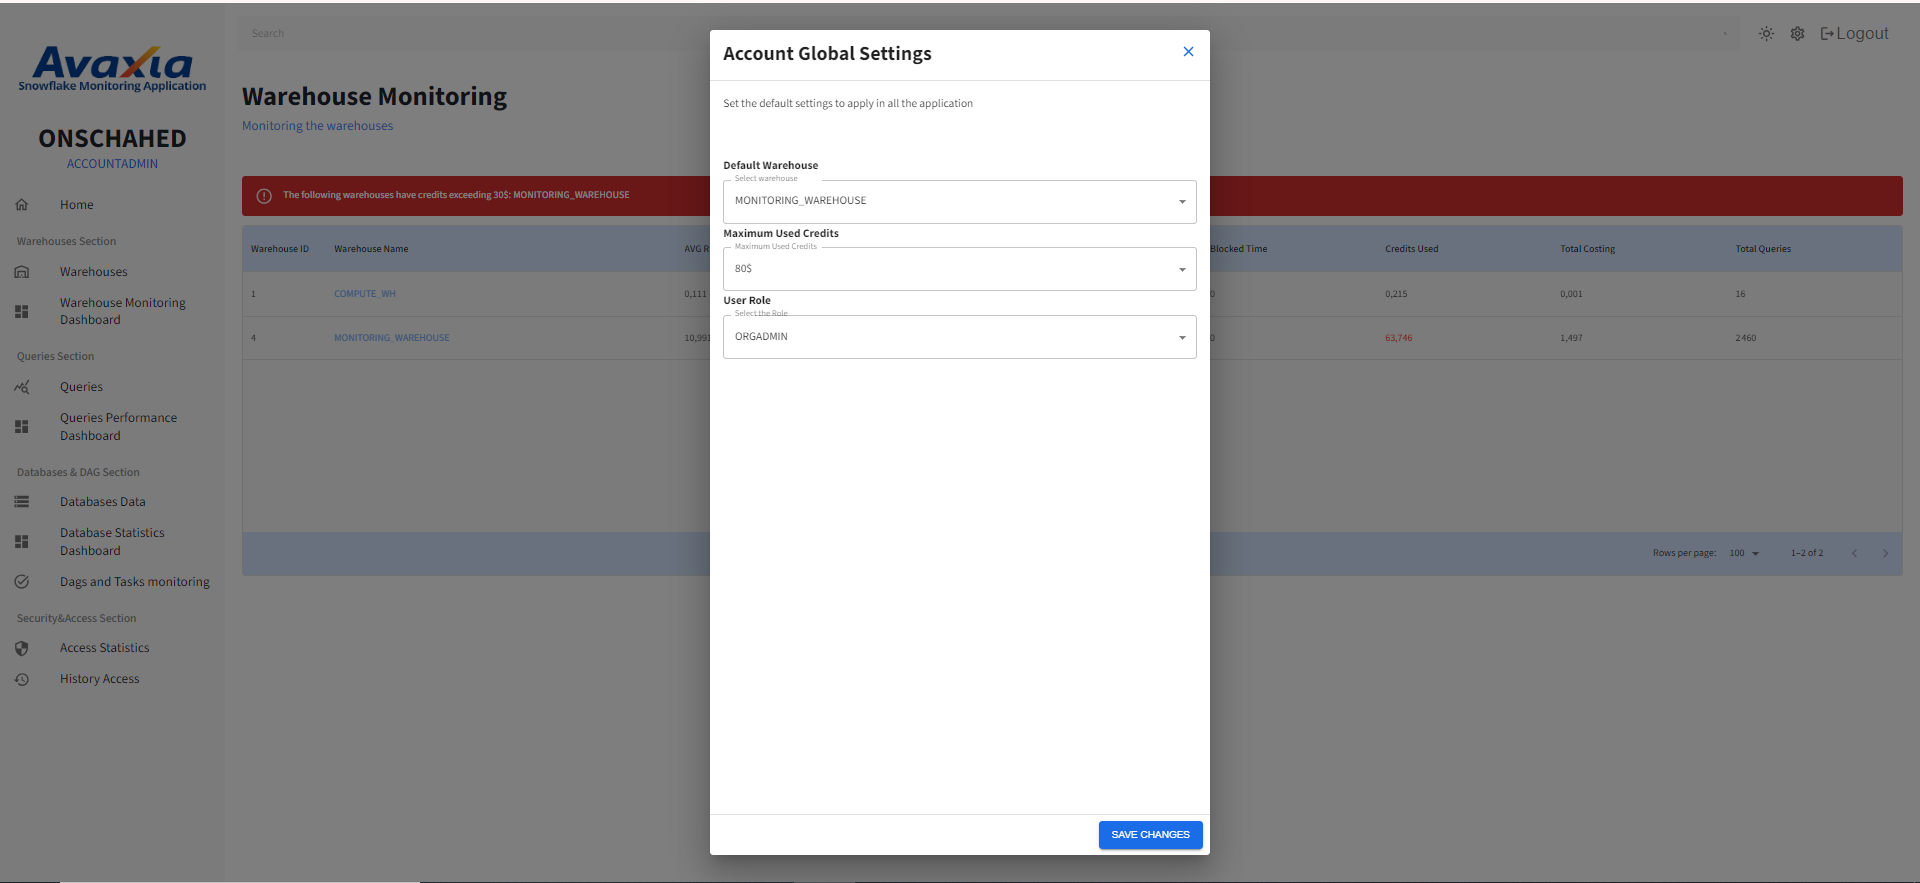 Avaxia
Snowflake Monitoring Application
ONSCHAHED
ACCOUNTADMIN
Home
Warehouses Section
Warehouses
Warehouse Monitoring
Dashboard
Queries Section
Queries
Queries Performance
Dashboard
Databases & DAG Section
Databases Data
Database Statistics
Dashboard
Dags and Tasks monitoring
Security&Access Section
Access Statistics
History Access
Search
Logout
Warehouse Monitoring
Monitoring the warehouses
The following warehouses have credits exceeding 30$: MONITORING_WAREHOUSE
Warehouse ID Warehouse Name AVG R Blocked Time Credits Used Total Costing Total Queries
1 COMPUTE_WH 0,111 0 0,215 0,001 16
4 MONITORING_WAREHOUSE 10,991 0 63,746 1,497 2 460
Rows per page: 100 1–2 of 2
Account Global Settings
Set the default settings to apply in all the application
Default Warehouse
Select warehouse
MONITORING_WAREHOUSE
Maximum Used Credits
Maximum Used Credits
80$
User Role
Select the Role
ORGADMIN
SAVE CHANGES